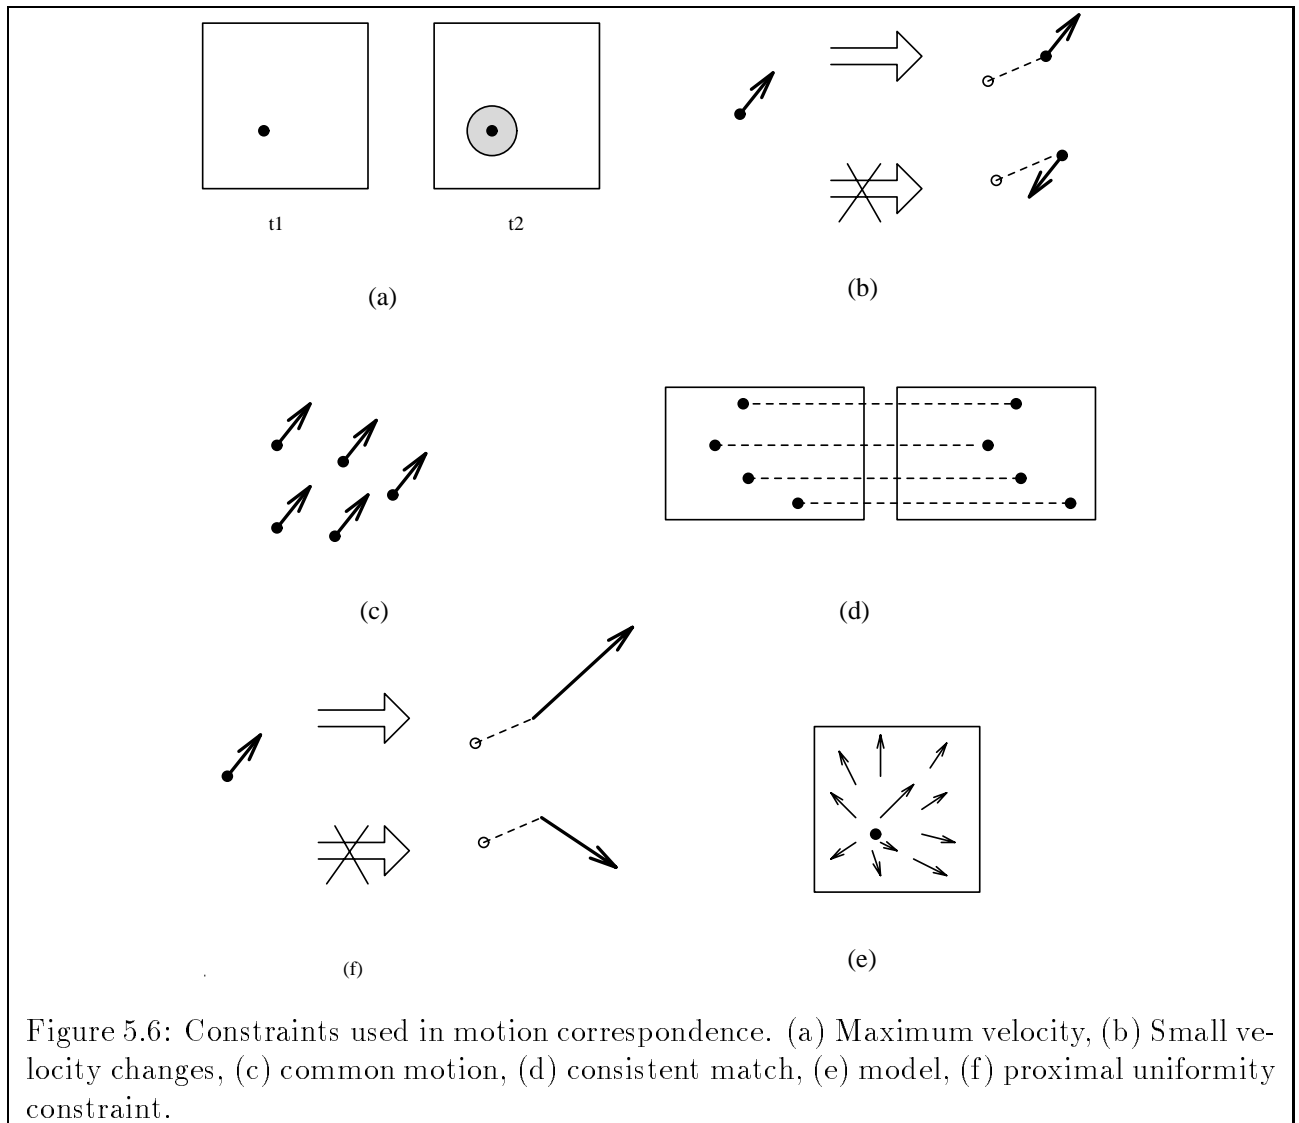 t1
t2
(a)
(b)
(c)
(d)
(f)
(e)
Figure 5.6: Constraints used in motion correspondence. (a) Maximum velocity, (b) Small ve-
locity changes, (c) common motion, (d) consistent match, (e) model, (f) proximal uniformity
constraint.